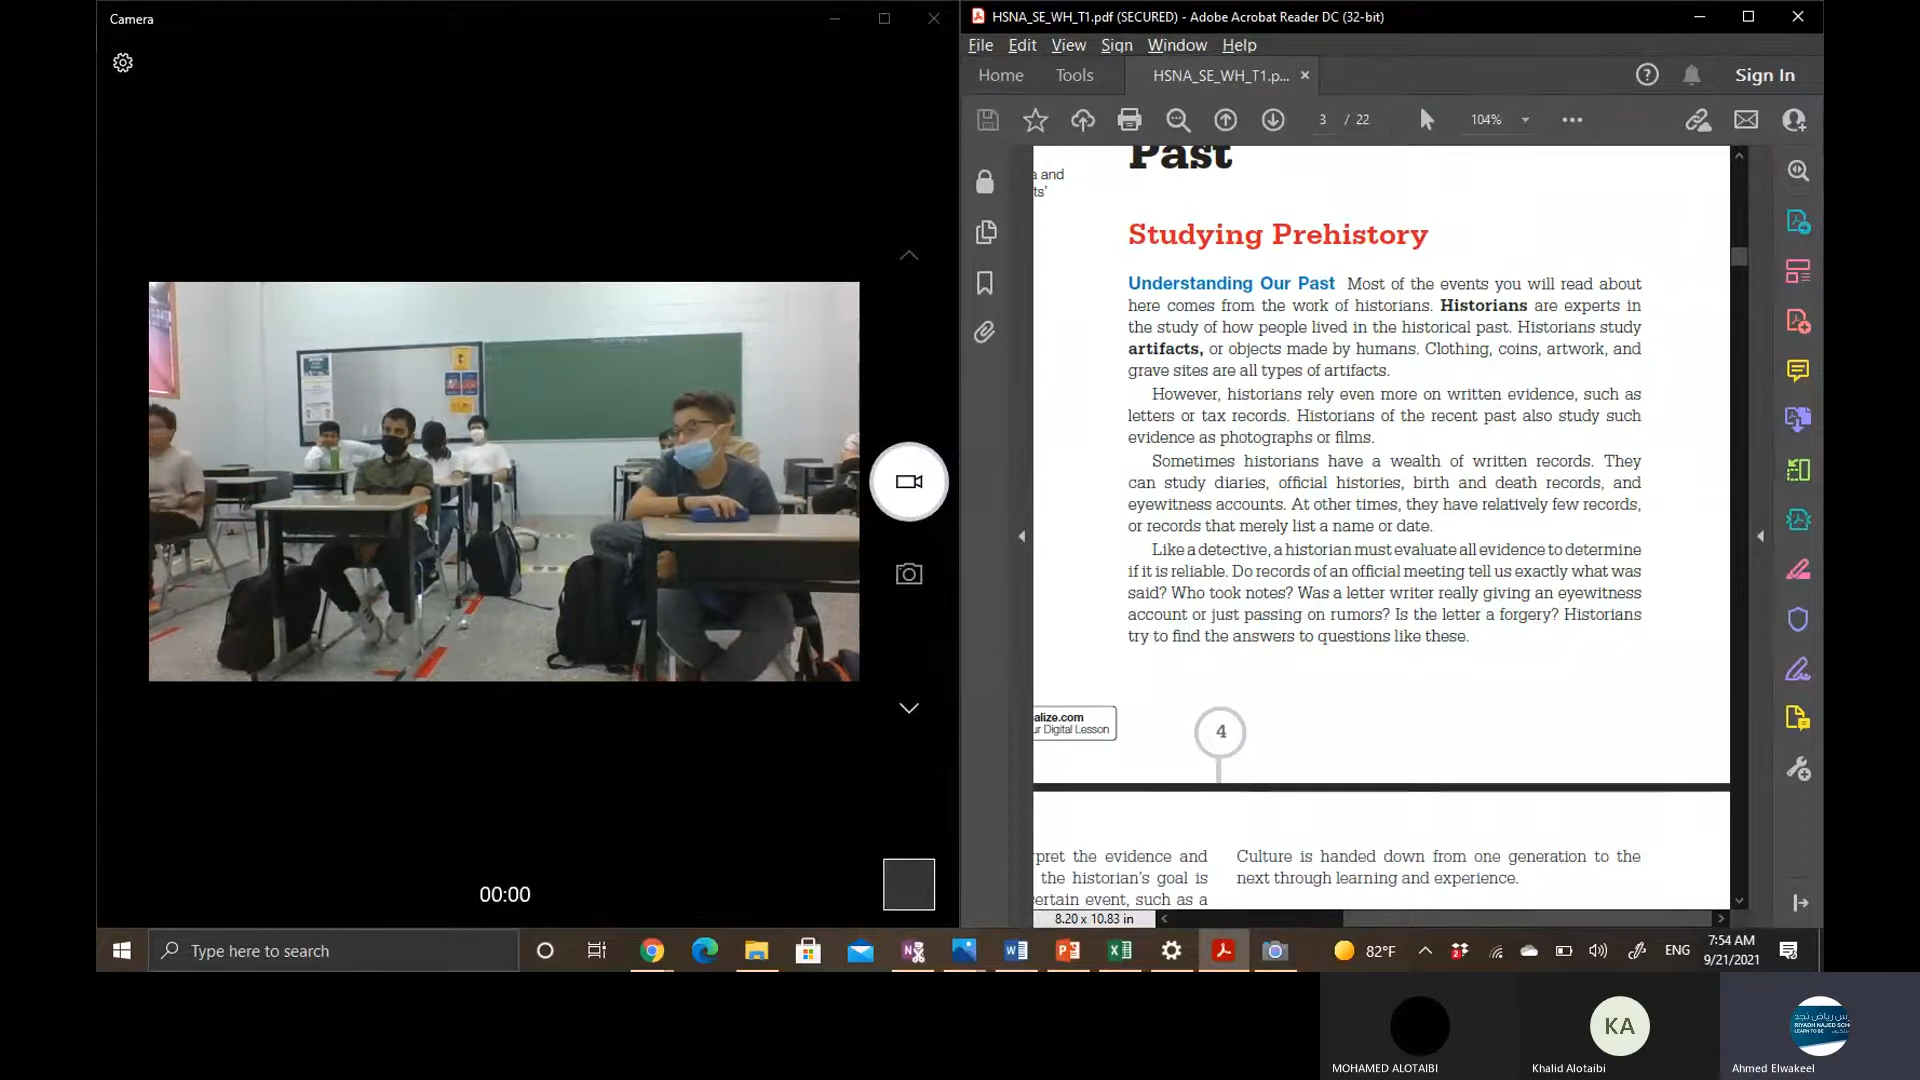 Camera
HSNA_SE_WH_T1.pdf (SECURED) - Adobe Acrobat Reader DC (32-bit)
File Edit View Sign Window Help
Home Tools HSNA_SE_WH_T1.p... Sign In
3 / 22 104%
Past
a and
ts'
Studying Prehistory
Understanding Our Past Most of the events you will read about
here comes from the work of historians. Historians are experts in
the study of how people lived in the historical past. Historians study
artifacts, or objects made by humans. Clothing, coins, artwork, and
grave sites are all types of artifacts.
However, historians rely even more on written evidence, such as
letters or tax records. Historians of the recent past also study such
evidence as photographs or films.
Sometimes historians have a wealth of written records. They
can study diaries, official histories, birth and death records, and
eyewitness accounts. At other times, they have relatively few records,
or records that merely list a name or date.
Like a detective, a historian must evaluate all evidence to determine
if it is reliable. Do records of an official meeting tell us exactly what was
said? Who took notes? Was a letter writer really giving an eyewitness
account or just passing on rumors? Is the letter a forgery? Historians
try to find the answers to questions like these.
alize.com
ur Digital Lesson
4
rpret the evidence and
the historian's goal is
ertain event, such as a
Culture is handed down from one generation to the
next through learning and experience.
8.20 x 10.83 in
00:00
Type here to search
82°F ENG 7:54 AM
9/21/2021
KA
MOHAMED ALOTAIBI
Khalid Alotaibi
RIYADH NAJED SCH
LEARN TO BE
Ahmed Elwakeel